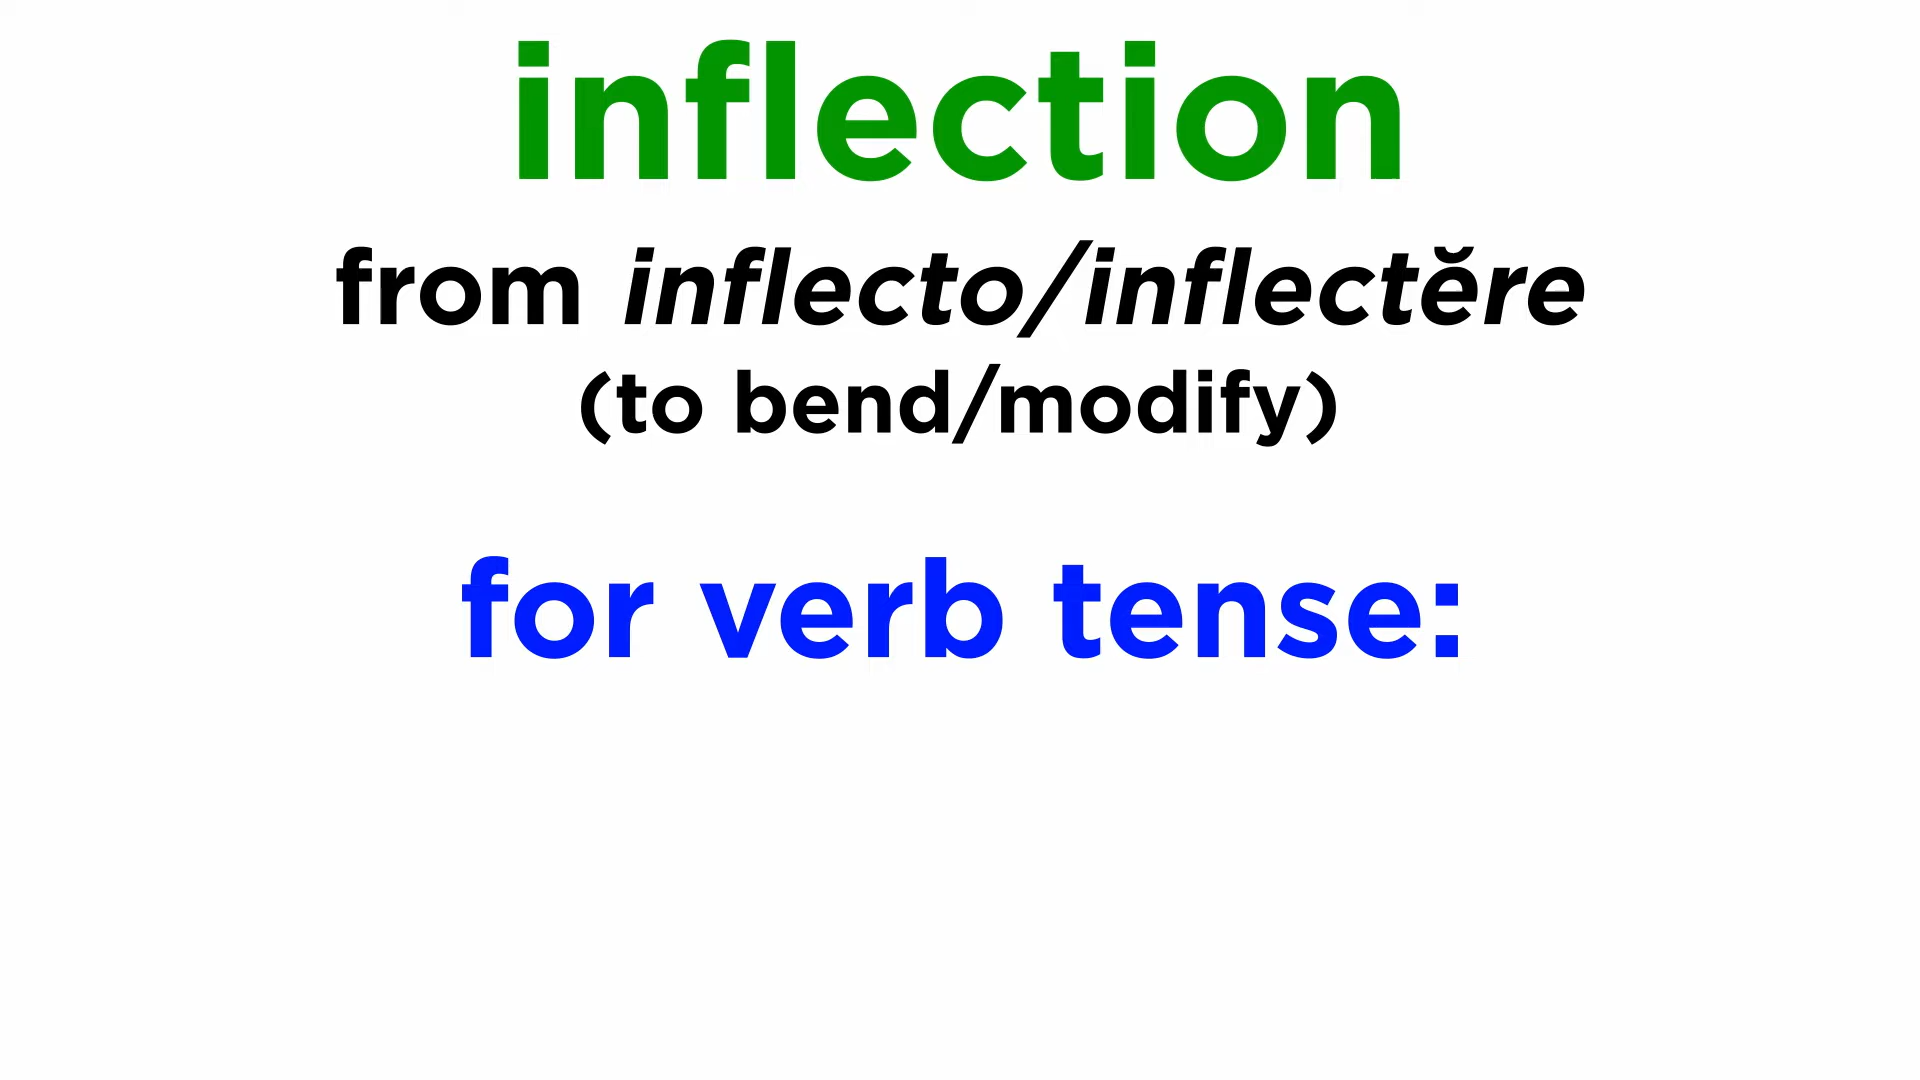 inflection
from inflecto/inflectĕre
(to bend/modify)
for verb tense: